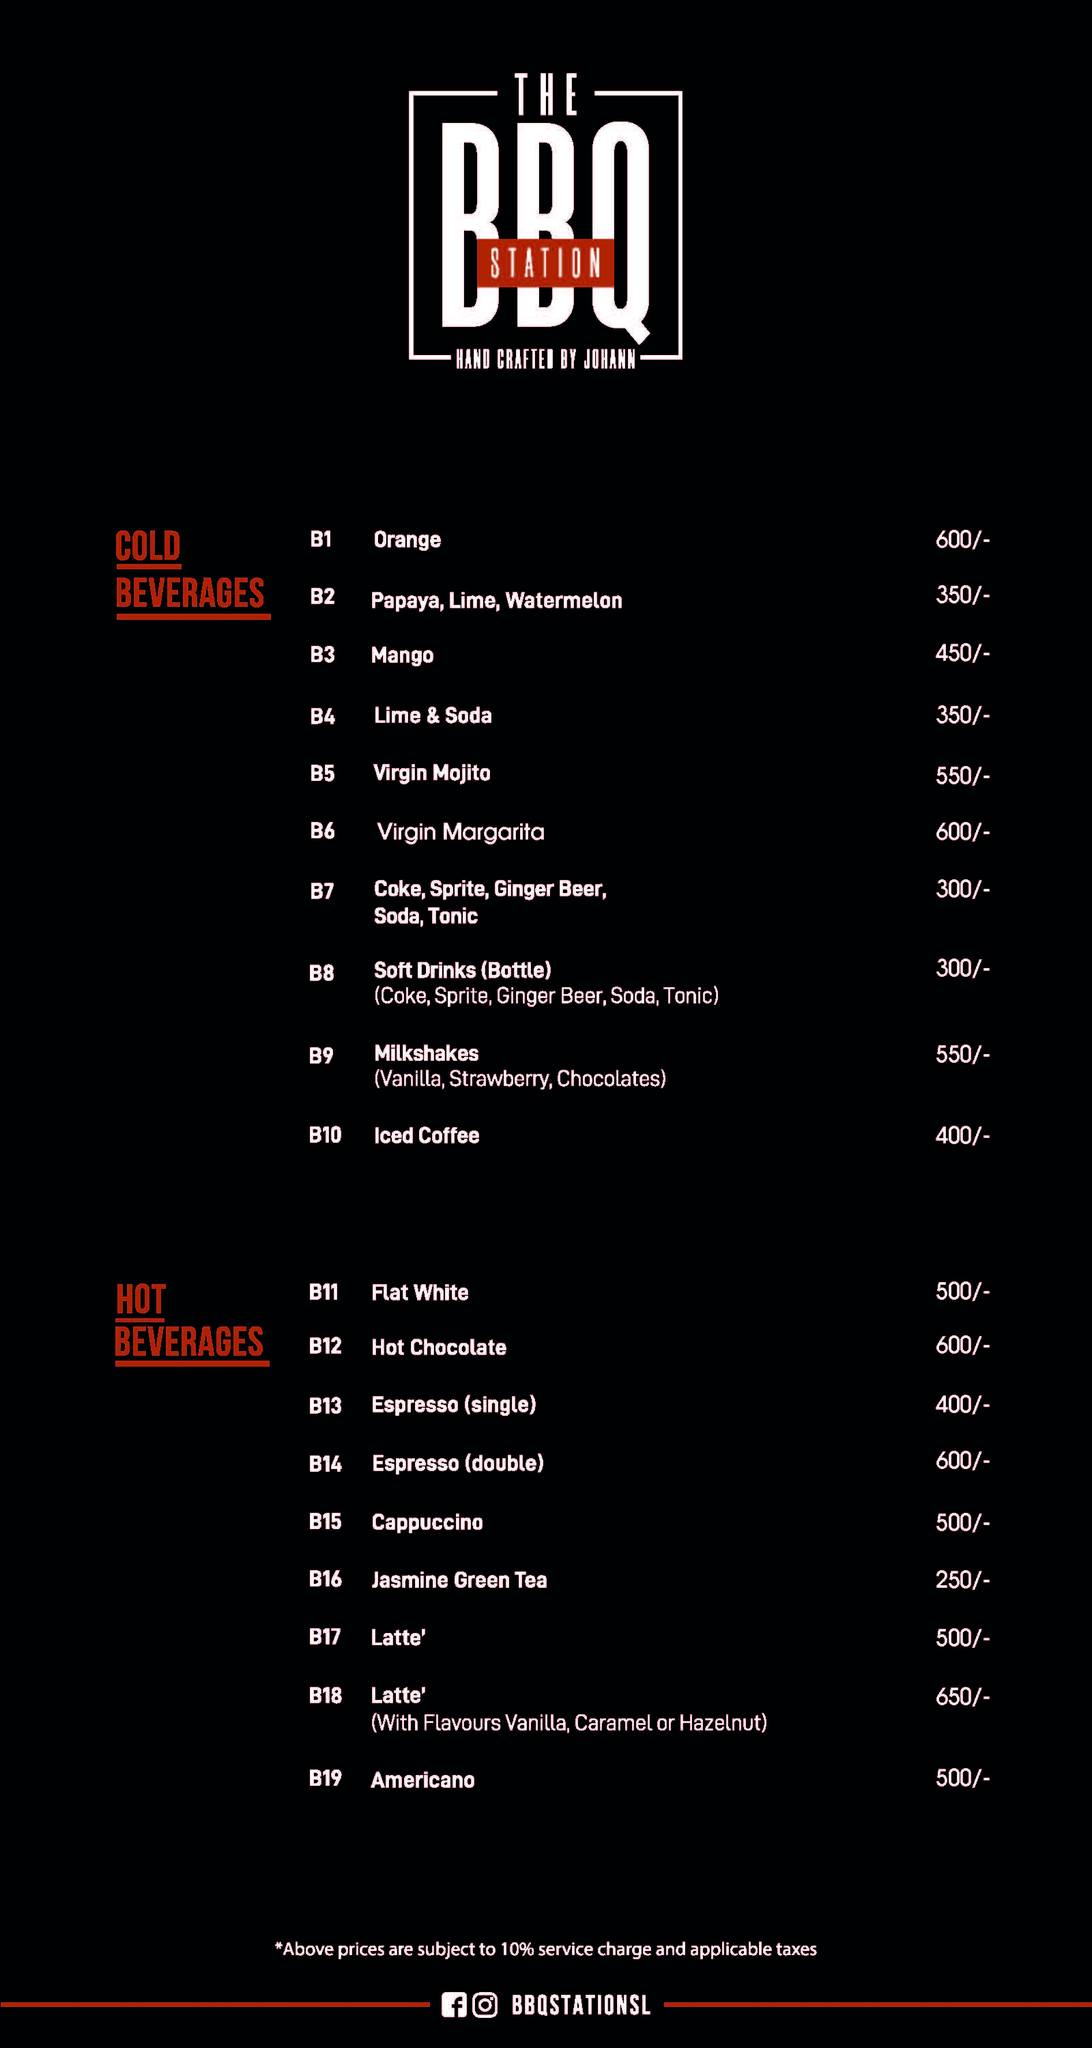 THE
BBQ
STATION
HAND CRAFTED BY JOHANN
COLD
BEVERAGES
B1 Orange 600/-
B2 Papaya, Lime, Watermelon 350/-
B3 Mango 450/-
B4 Lime & Soda 350/-
B5 Virgin Mojito 550/-
B6 Virgin Margarita 600/-
B7 Coke, Sprite, Ginger Beer, 300/-
Soda, Tonic
B8 Soft Drinks (Bottle) 300/-
(Coke, Sprite, Ginger Beer, Soda, Tonic)
B9 Milkshakes 550/-
(Vanilla, Strawberry, Chocolates)
B10 Iced Coffee 400/-
HOT
BEVERAGES
B11 Flat White 500/-
B12 Hot Chocolate 600/-
B13 Espresso (single) 400/-
B14 Espresso (double) 600/-
B15 Cappuccino 500/-
B16 Jasmine Green Tea 250/-
B17 Latte' 500/-
B18 Latte' 650/-
(With Flavours Vanilla, Caramel or Hazelnut)
B19 Americano 500/-
*Above prices are subject to 10% service charge and applicable taxes
BBQSTATIONSL